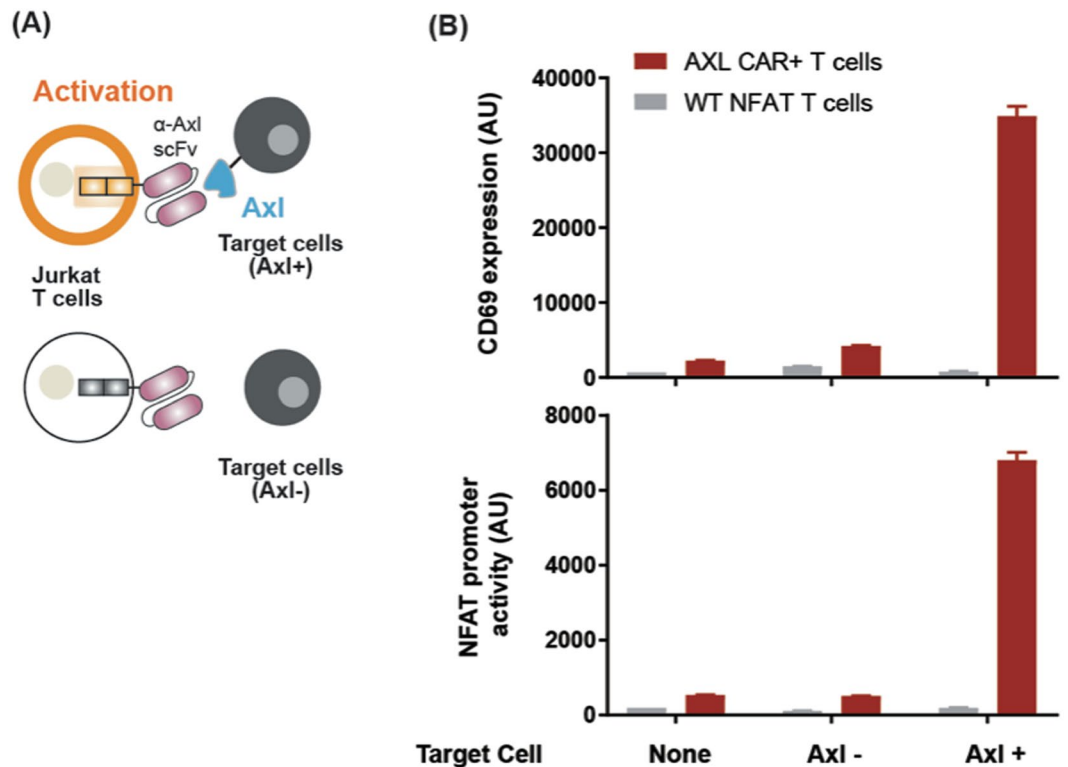 (A)
Activation
α-Axl
scFv
Axl
Target cells
(Axl+)
Jurkat
T cells
Target cells
(Axl-)
(B)
AXL CAR+ T cells
WT NFAT T cells
CD69 expression (AU)
40000
30000
20000
10000
0
NFAT promoter
activity (AU)
8000
6000
4000
2000
0
Target Cell None Axl - Axl +